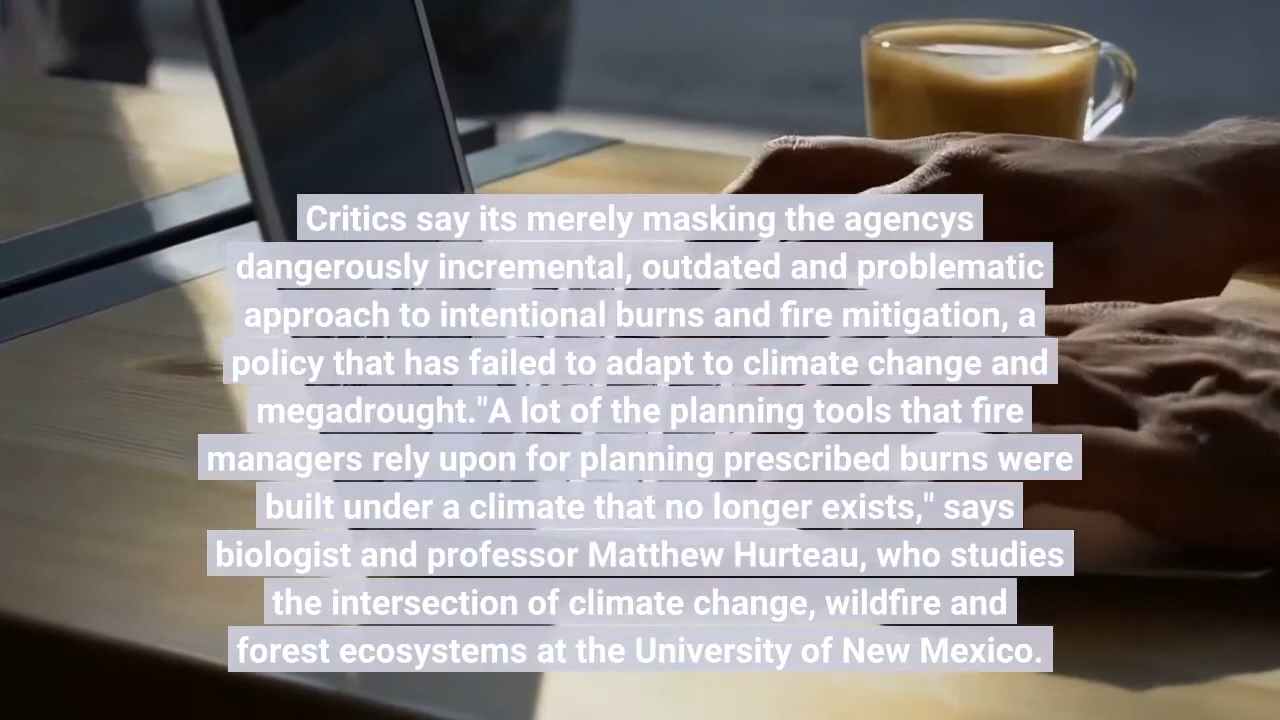 Critics say its merely masking the agencys
dangerously incremental, outdated and problematic
approach to intentional burns and fire mitigation, a
policy that has failed to adapt to climate change and
megadrought."A lot of the planning tools that fire
managers rely upon for planning prescribed burns were
built under a climate that no longer exists," says
biologist and professor Matthew Hurteau, who studies
the intersection of climate change, wildfire and
forest ecosystems at the University of New Mexico.